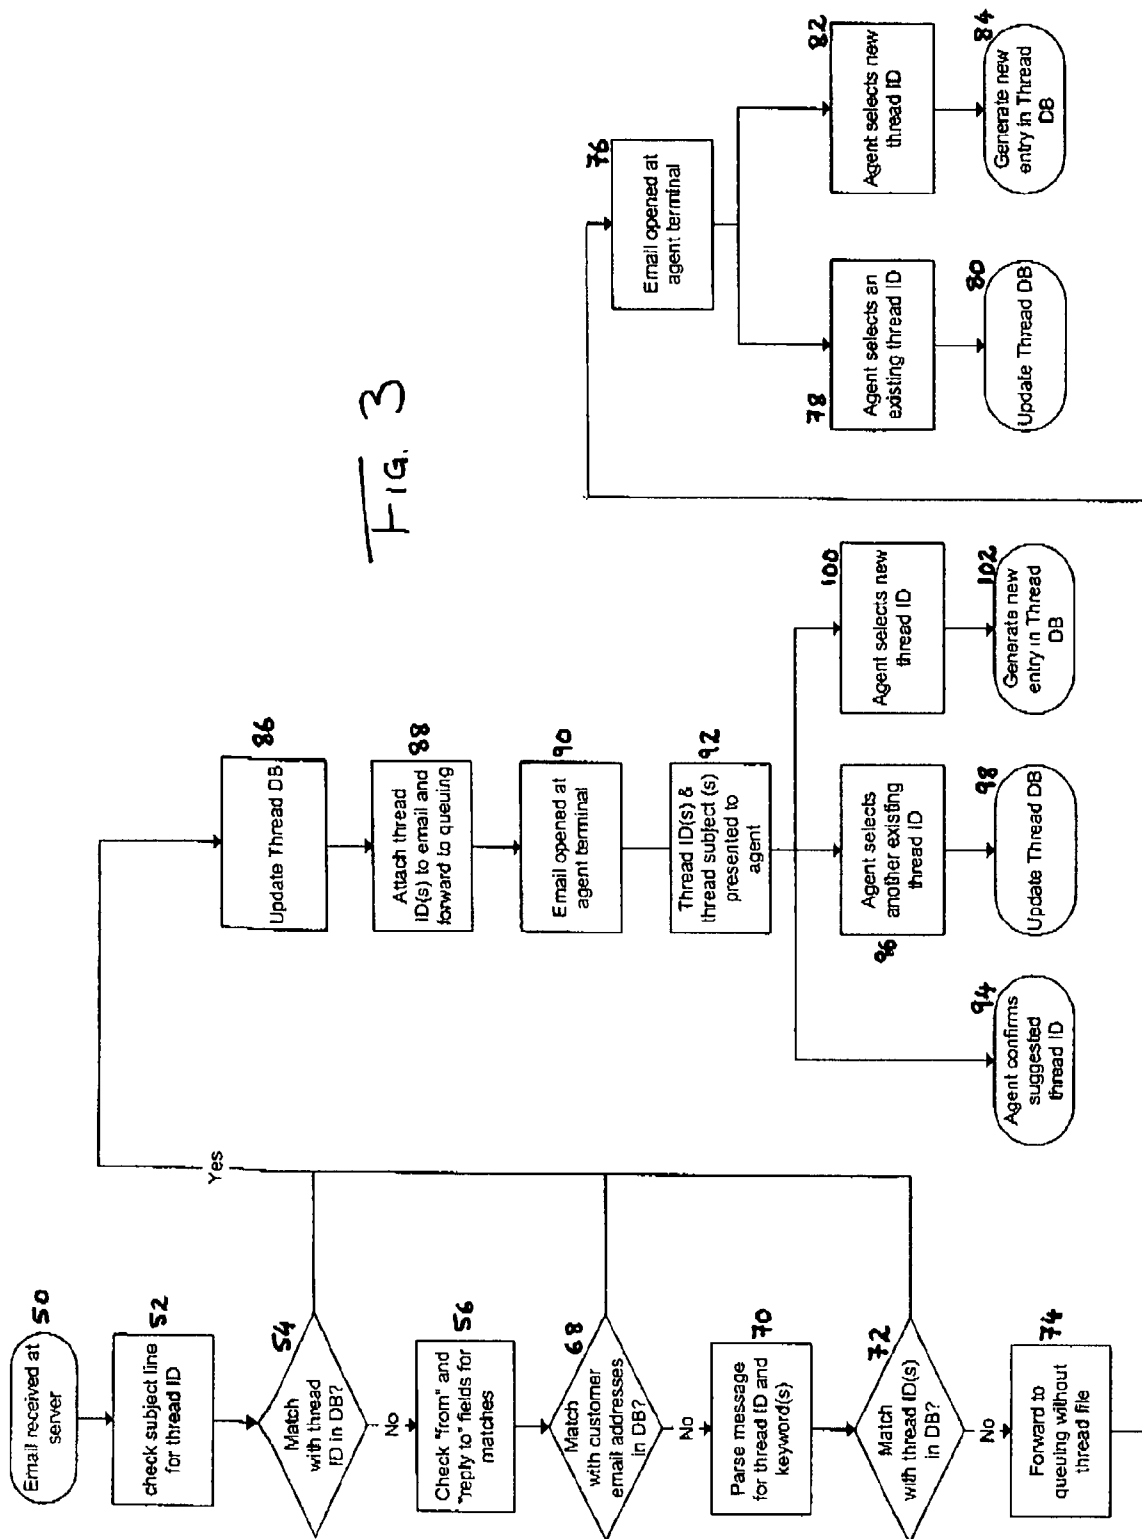 Email received at
server
50
check subject line
for thread ID
52
Match
with thread
ID in DB?
54
No
Yes
Check "from" and
"reply to" fields for
matches
56
Match
with customer
email addresses
in DB?
68
No
Parse message
for thread ID and
keyword(s)
70
Match
with thread ID(s)
in DB?
72
No
Forward to
queuing without
thread file
74
Update Thread DB
86
Attach thread
ID(s) to email and
forward to queuing
88
Email opened at
agent terminal
90
Thread ID(s) &
thread subject (s)
presented to
agent
92
Agent confirms
suggested
thread ID
94
Agent selects
another existing
thread ID
96
Update Thread DB
98
Agent selects new
thread ID
100
Generate new
entry in Thread
DB
102
FIG. 3
Email opened at
agent terminal
76
Agent selects an
existing thread ID
78
Update Thread DB
80
Agent selects new
thread ID
82
Generate new
entry in Thread
DB
84